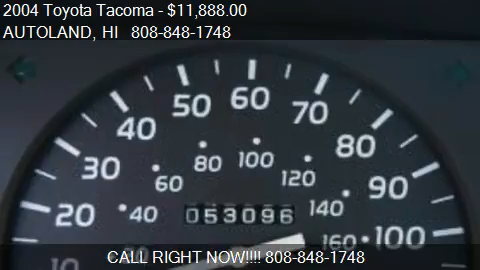 2004 Toyota Tacoma - $11,888.00
AUTOLAND, HI 808-848-1748
50 60 70
40 80
30 80 100 90
60 120
20 40 053096 140 100
10 160
CALL RIGHT NOW!!!! 808-848-1748